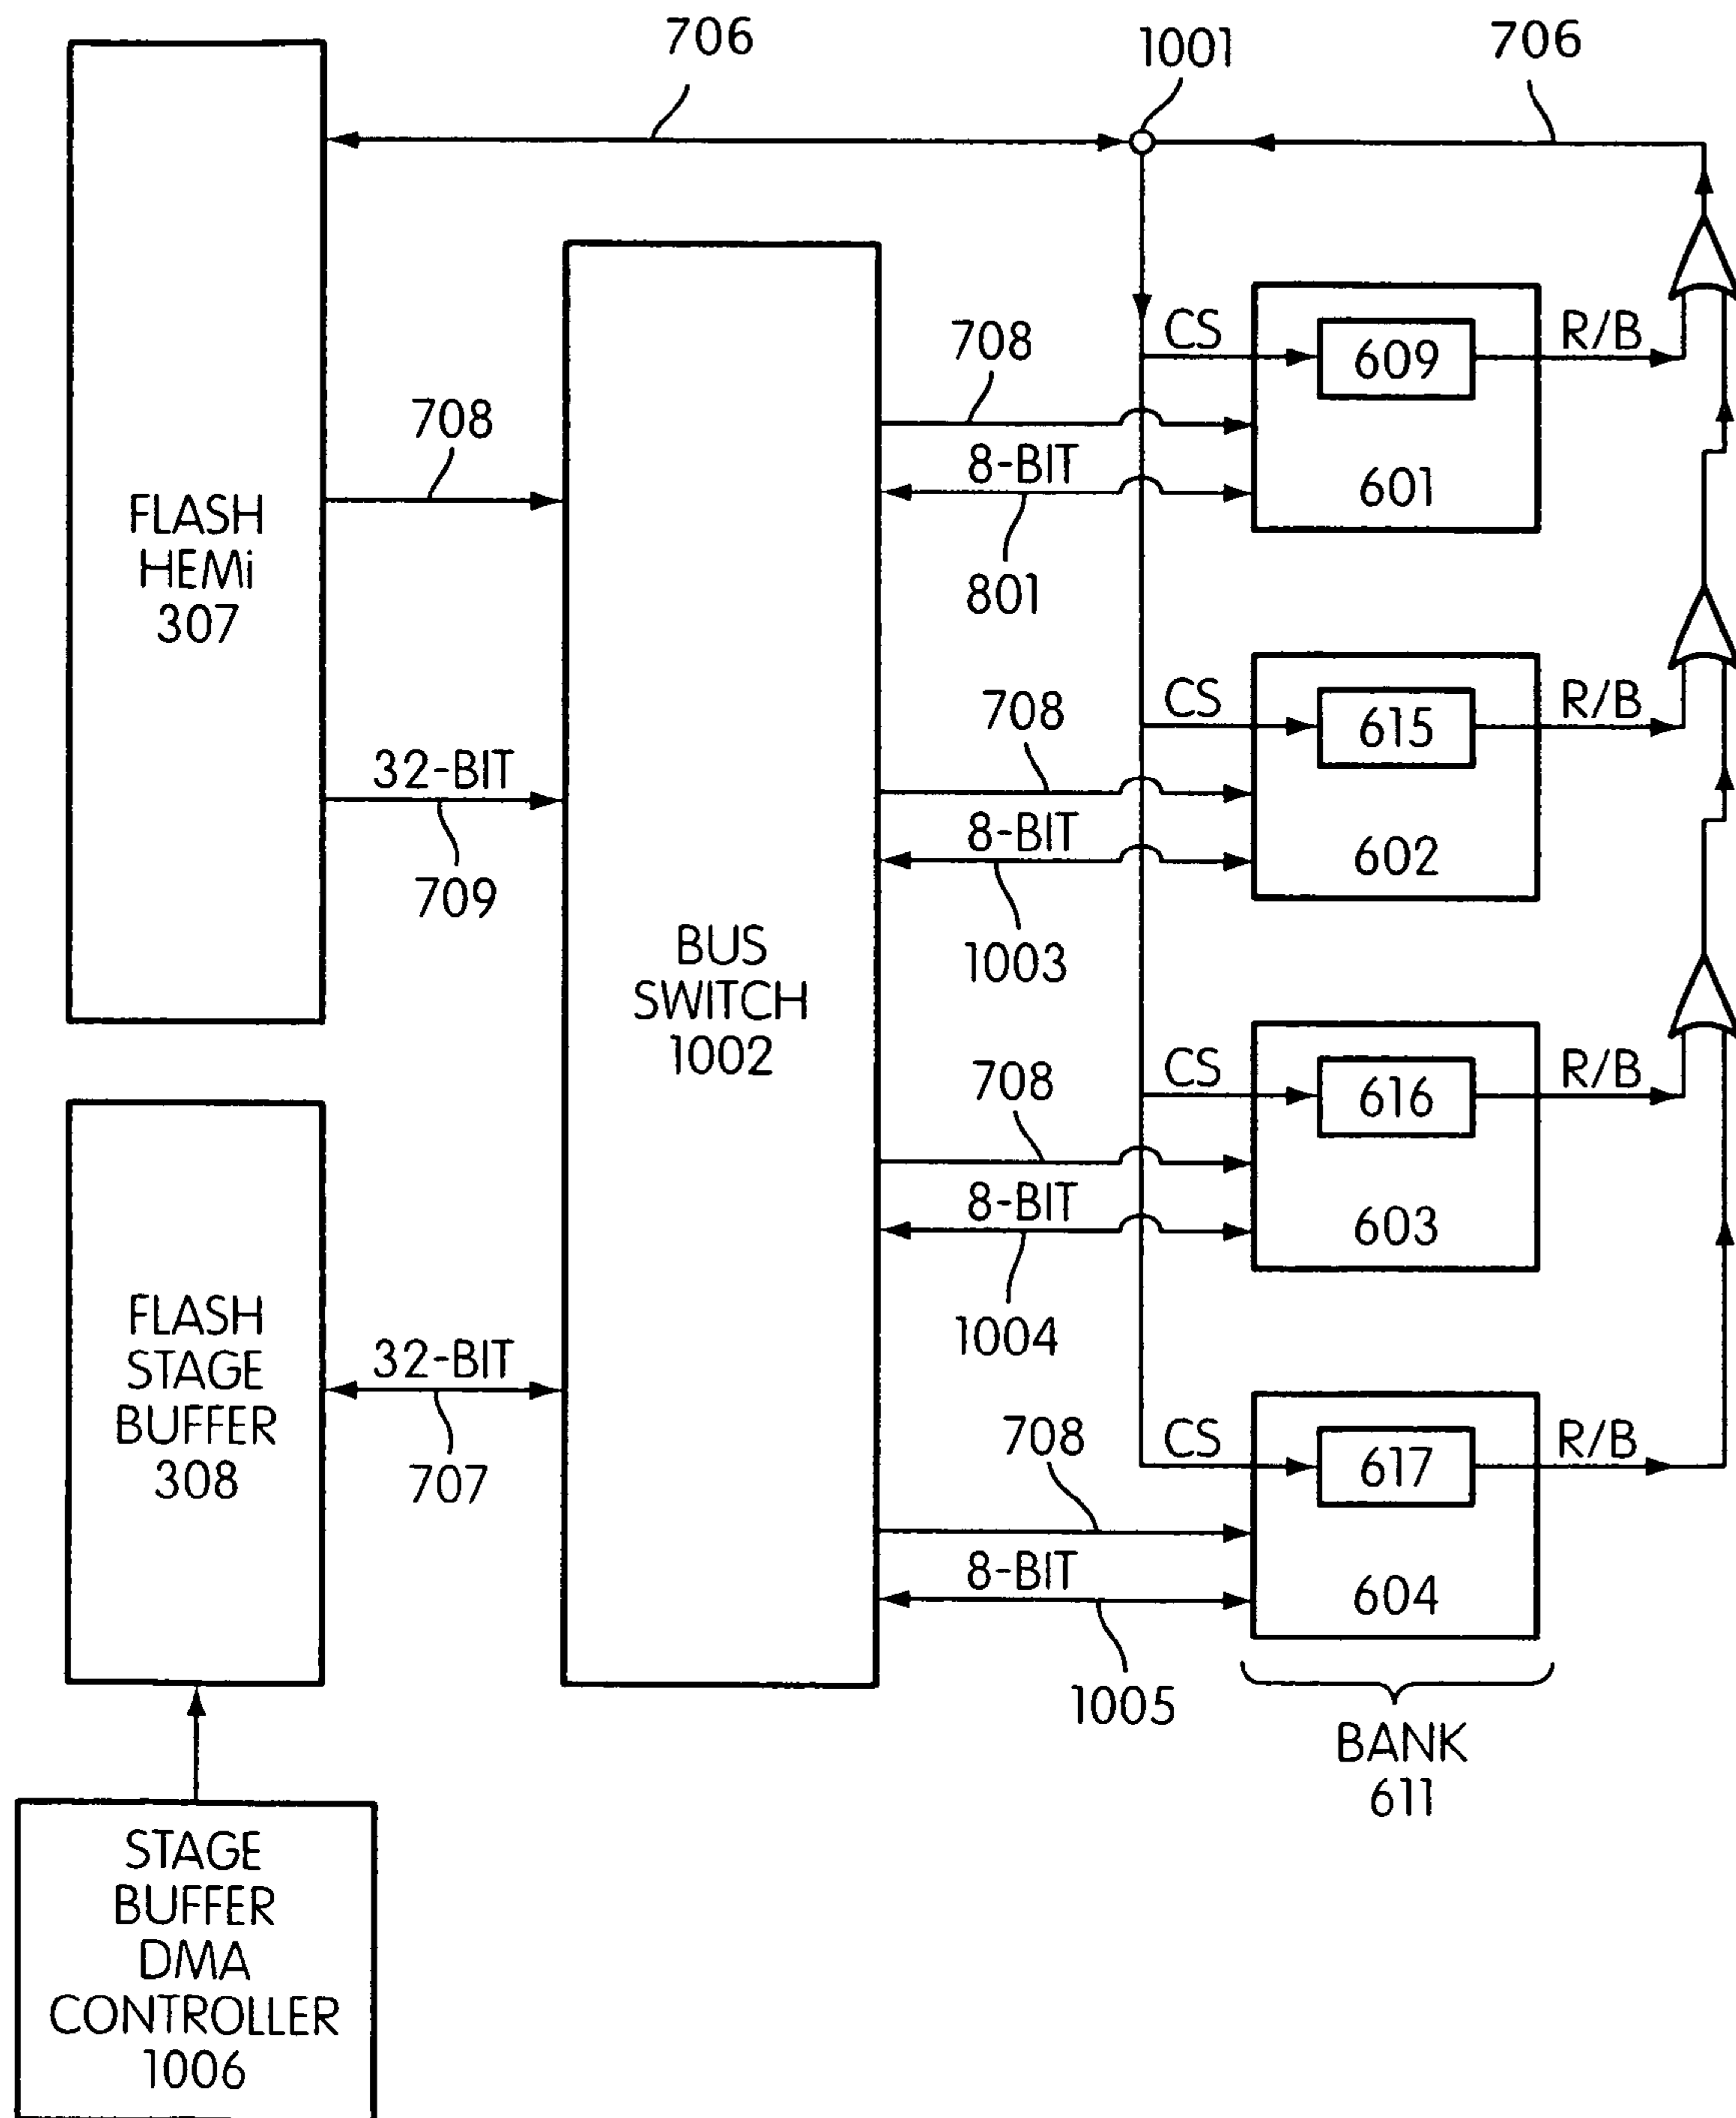 706
1001
706
FLASH
HEMi
307
708
32-BIT
709
BUS
SWiTCH
1002
708
8-BIT
801
CS
609
R/B
601
708
8-BIT
1003
CS
615
R/B
602
708
8-BIT
1004
CS
616
R/B
603
FLASH
STAGE
BUFFER
308
32-BIT
707
708
8-BIT
1005
CS
617
R/B
604
BANK
611
STAGE
BUFFER
DMA
CONTROLLER
1006